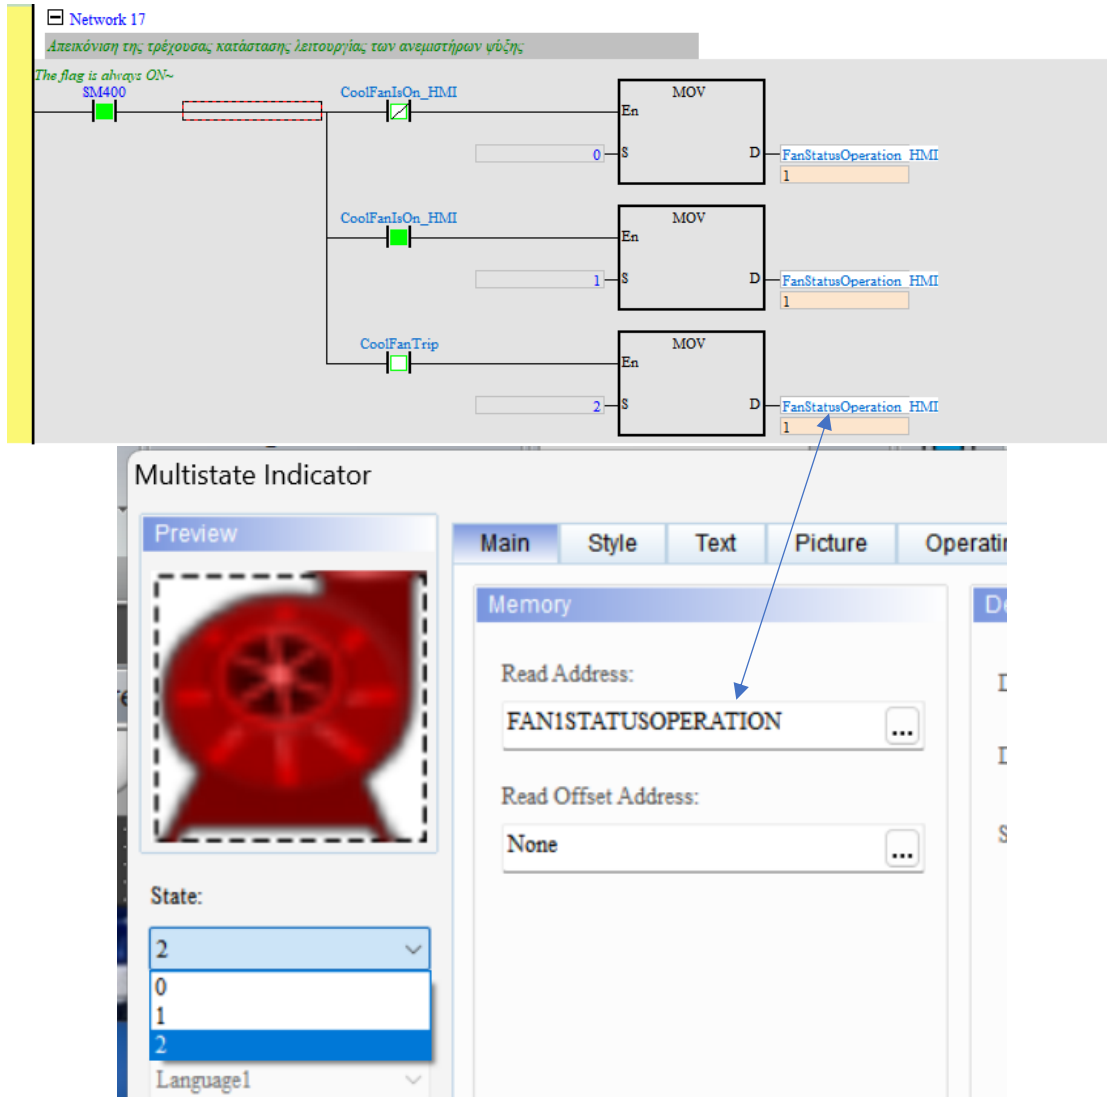 Network 17
Απεικόνιση της τρέχουσας κατάστασης λειτουργίας των ανεμιστήρων ψύξης
The flag is always ON~
SM400
CoolFanIsOn_HMI
MOV
En
0
S
D
FanStatusOperation_HMI
1
CoolFanIsOn_HMI
MOV
En
1
S
D
FanStatusOperation_HMI
1
CoolFanTrip
MOV
En
2
S
D
FanStatusOperation_HMI
1
Multistate Indicator
Preview
Main Style Text Picture Operatin
Memory
De
Read Address:
FAN1STATUSOPERATION
...
Read Offset Address:
None
...
State:
2
0
1
2
Language1